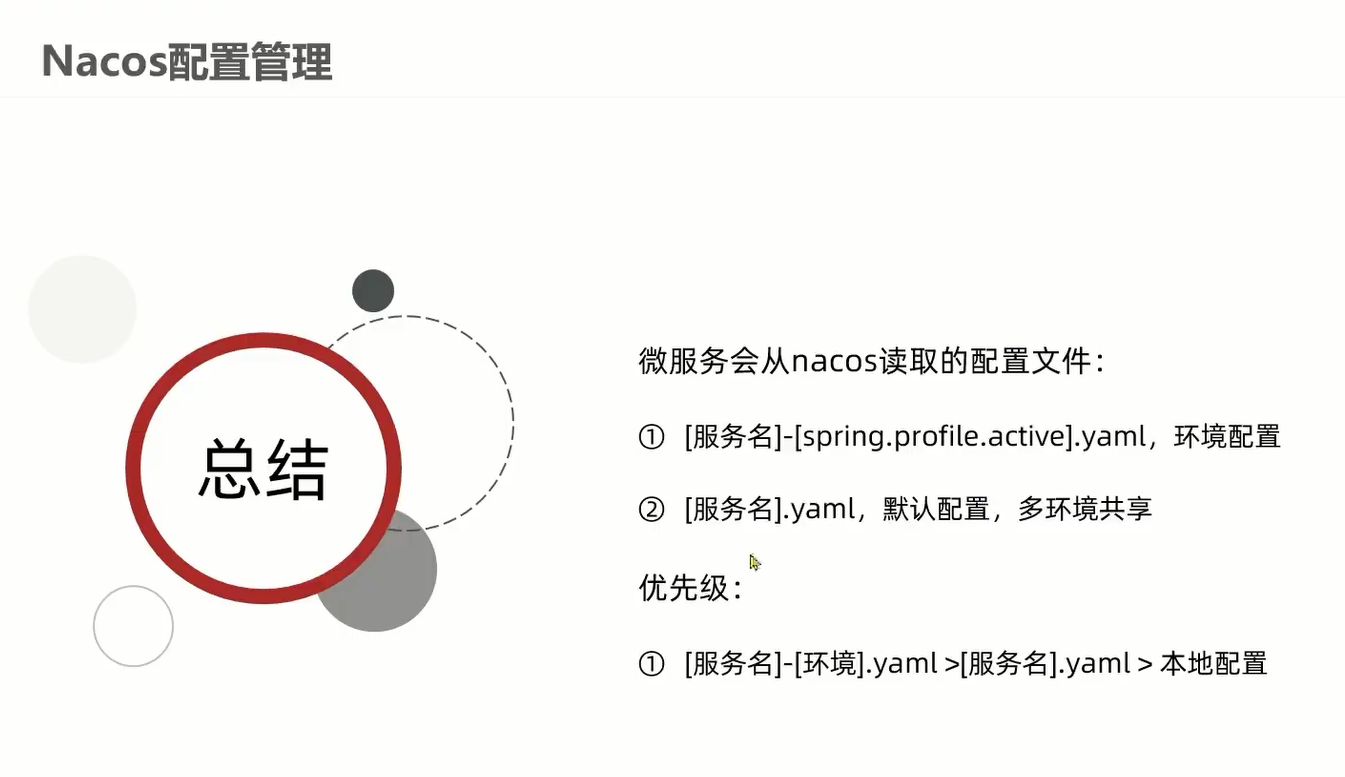 Nacos配置管理
总结
微服务会从nacos读取的配置文件：
① [服务名]-[spring.profile.active].yaml，环境配置
② [服务名].yaml，默认配置，多环境共享
优先级：
① [服务名]-[环境].yaml >[服务名].yaml > 本地配置